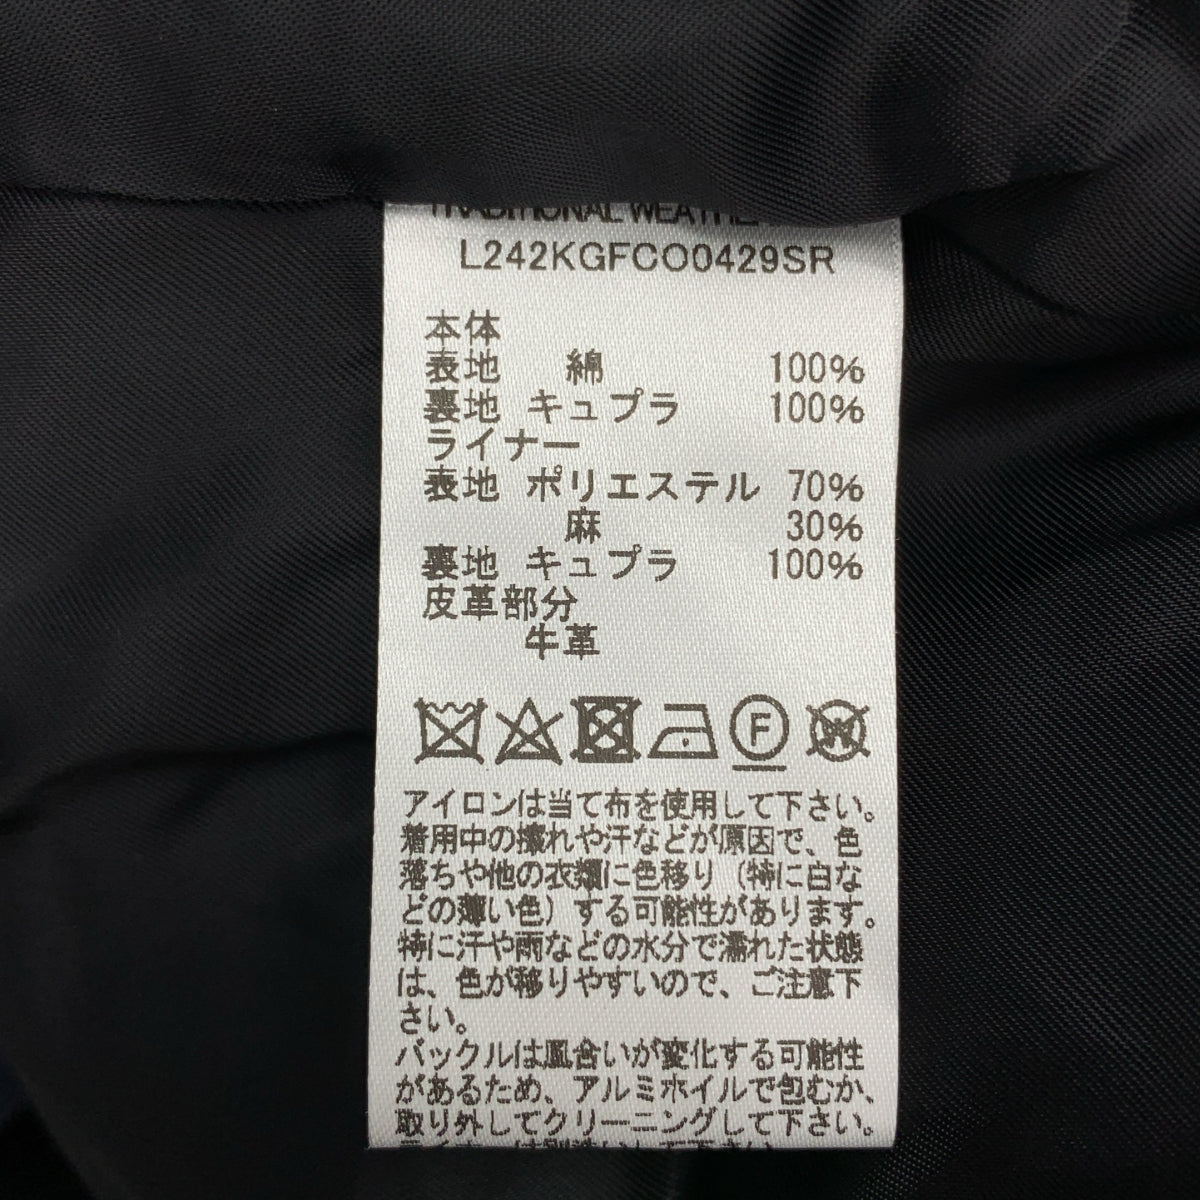 TRADITIONAL
L242KGFCO0429SR
本体
表地 綿 100%
裏地 キュプラ 100%
ライナー
表地 ポリエステル 70%
麻 30%
裏地 キュプラ 100%
皮革部分
牛革
F
W
アイロンは当て布を使用して下さい。
着用中の擦れや汗などが原因で、色
落ちや他の衣類に色移り（特に白な
どの薄い色）する可能性があります。
特に汗や雨などの水分で濡れた状態
は、色が移りやすいので、ご注意下
さい。
バックルは風合いが変化する可能性
があるため、アルミホイルで包むか、
取り外してクリーニングして下さい。